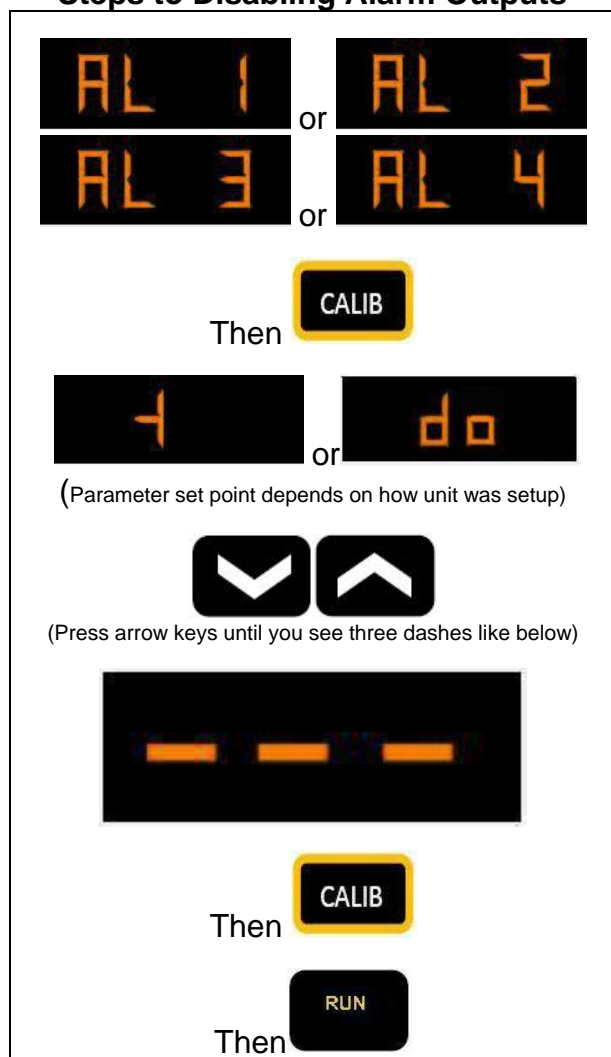 Steps to Disabling Alarm Outputs
AL 1 or AL 2
AL 3 or AL 4
Then CALIB
or do
(Parameter set point depends on how unit was setup)
(Press arrow keys until you see three dashes like below)
- - -
Then CALIB
Then RUN